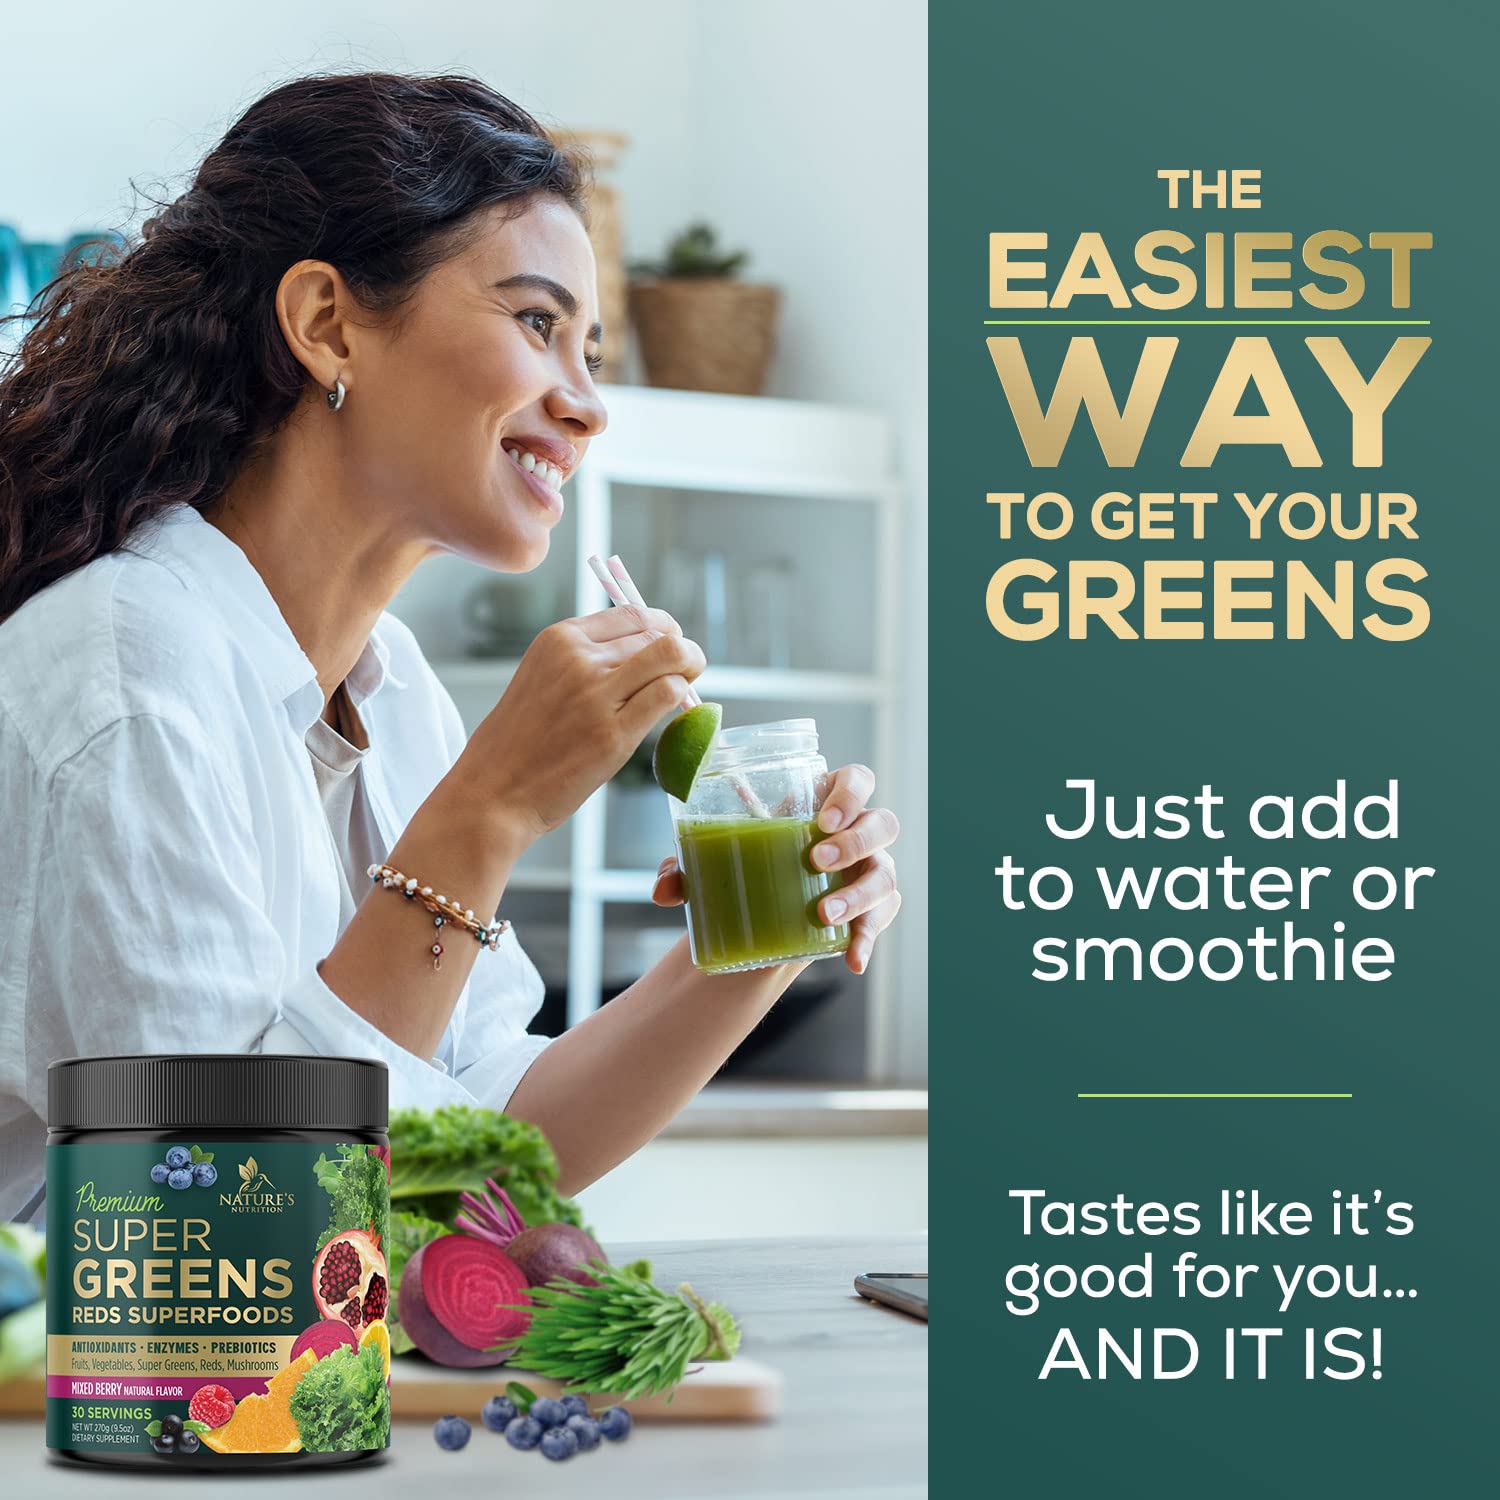 THE
EASIEST
WAY
TO GET YOUR
GREENS
Just add
to water or
smoothie
Tastes like it's
good for you...
AND IT IS!
NATURE'S
NUTRITION
Premium
SUPER
GREENS
REDS SUPERFOODS
ANTIOXIDANTS · ENZYMES · PREBIOTICS
Fruits, Vegetables, Super Greens, Reds, Mushrooms
MIXED BERRY NATURAL FLAVOR
30 SERVINGS
NET WT 270g (9.5oz)
DIETARY SUPPLEMENT